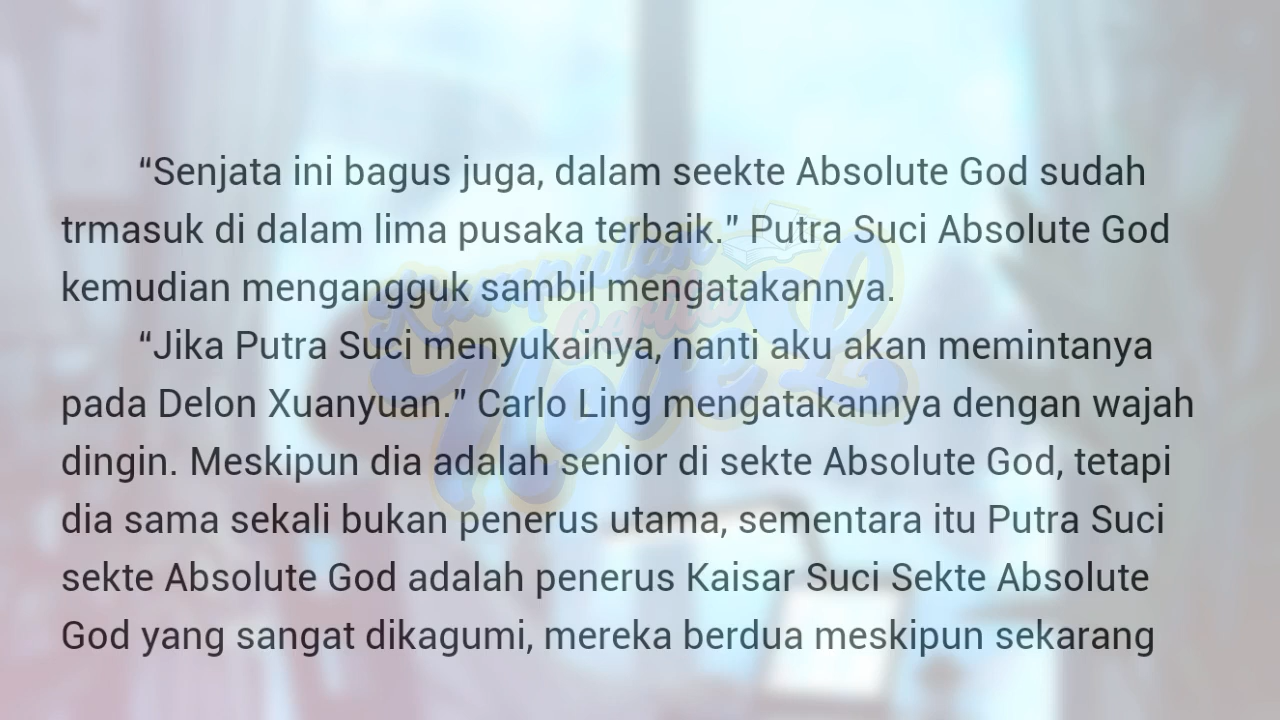 “Senjata ini bagus juga, dalam seekte Absolute God sudah
trmasuk di dalam lima pusaka terbaik.” Putra Suci Absolute God
kemudian mengangguk sambil mengatakannya.
“Jika Putra Suci menyukainya, nanti aku akan memintanya
pada Delon Xuanyuan.” Carlo Ling mengatakannya dengan wajah
dingin. Meskipun dia adalah senior di sekte Absolute God, tetapi
dia sama sekali bukan penerus utama, sementara itu Putra Suci
sekte Absolute God adalah penerus Kaisar Suci Sekte Absolute
God yang sangat dikagumi, mereka berdua meskipun sekarang
Kumpulan
Cerita
Novel